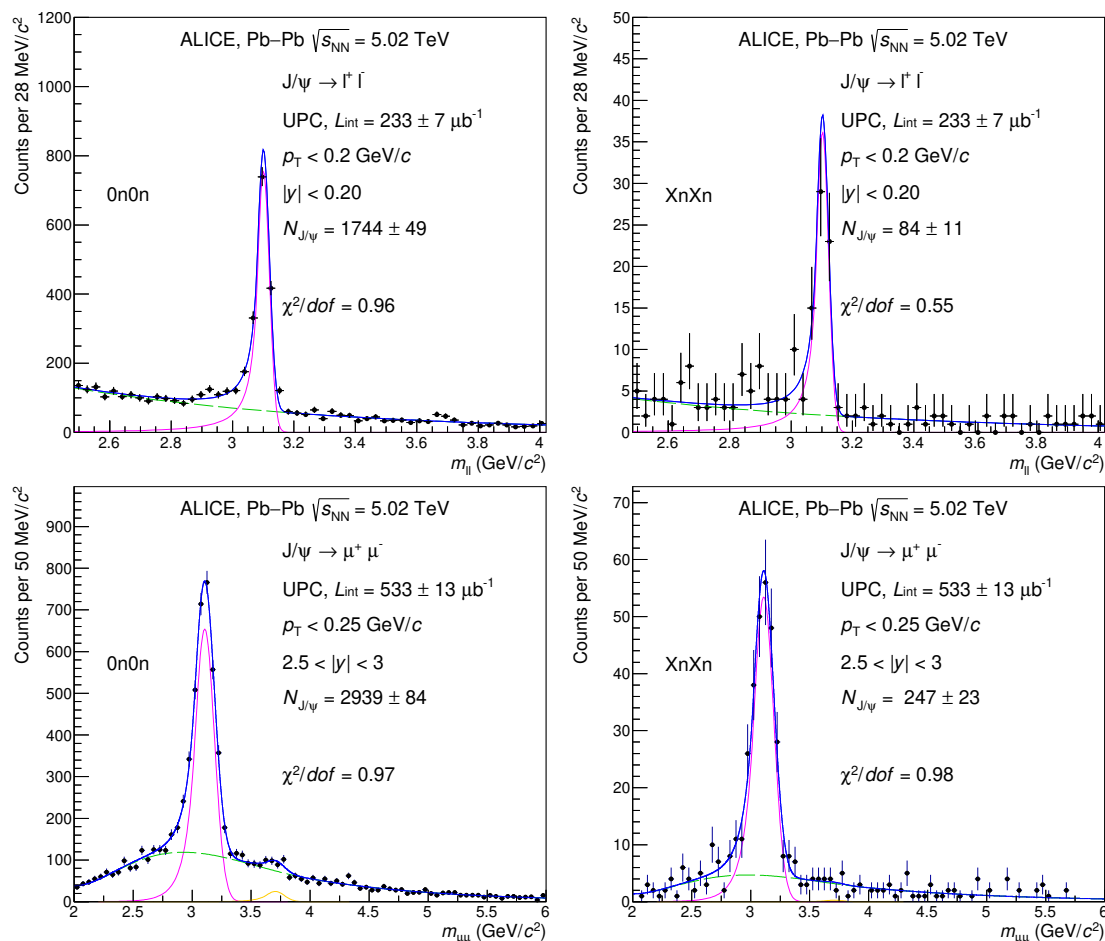 Counts per 28 MeV/c²
1200
1000
800
600
400
200
0
ALICE, Pb–Pb √sNN = 5.02 TeV
J/ψ → l⁺ l⁻
UPC, Lint = 233 ± 7 μb⁻¹
pT < 0.2 GeV/c
0n0n
|y| < 0.20
NJ/ψ = 1744 ± 49
χ²/dof = 0.96
2.6 2.8 3 3.2 3.4 3.6 3.8 4
mll (GeV/c²)
Counts per 28 MeV/c²
50
45
40
35
30
25
20
15
10
5
0
ALICE, Pb–Pb √sNN = 5.02 TeV
J/ψ → l⁺ l⁻
UPC, Lint = 233 ± 7 μb⁻¹
pT < 0.2 GeV/c
XnXn
|y| < 0.20
NJ/ψ = 84 ± 11
χ²/dof = 0.55
2.6 2.8 3 3.2 3.4 3.6 3.8 4
mll (GeV/c²)
Counts per 50 MeV/c²
900
800
700
600
500
400
300
200
100
0
ALICE, Pb–Pb √sNN = 5.02 TeV
J/ψ → μ⁺ μ⁻
UPC, Lint = 533 ± 13 μb⁻¹
pT < 0.25 GeV/c
0n0n
2.5 < |y| < 3
NJ/ψ = 2939 ± 84
χ²/dof = 0.97
2 2.5 3 3.5 4 4.5 5 5.5 6
mμμ (GeV/c²)
Counts per 50 MeV/c²
70
60
50
40
30
20
10
0
ALICE, Pb–Pb √sNN = 5.02 TeV
J/ψ → μ⁺ μ⁻
UPC, Lint = 533 ± 13 μb⁻¹
pT < 0.25 GeV/c
XnXn
2.5 < |y| < 3
NJ/ψ = 247 ± 23
χ²/dof = 0.98
2 2.5 3 3.5 4 4.5 5 5.5 6
mμμ (GeV/c²)